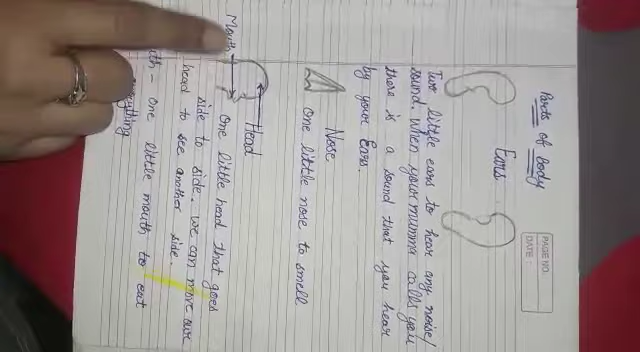 PAGE NO.
DATE :
Parts of body
Ears
Two little ears to hear any noise/
sound. When your mumma calls you
there is a sound that you hear
by your Ears.
Nose
One little nose to smell
Head
Mouth
One little head that goes
side to side. We can move our
head to see another side.
One little mouth to eat